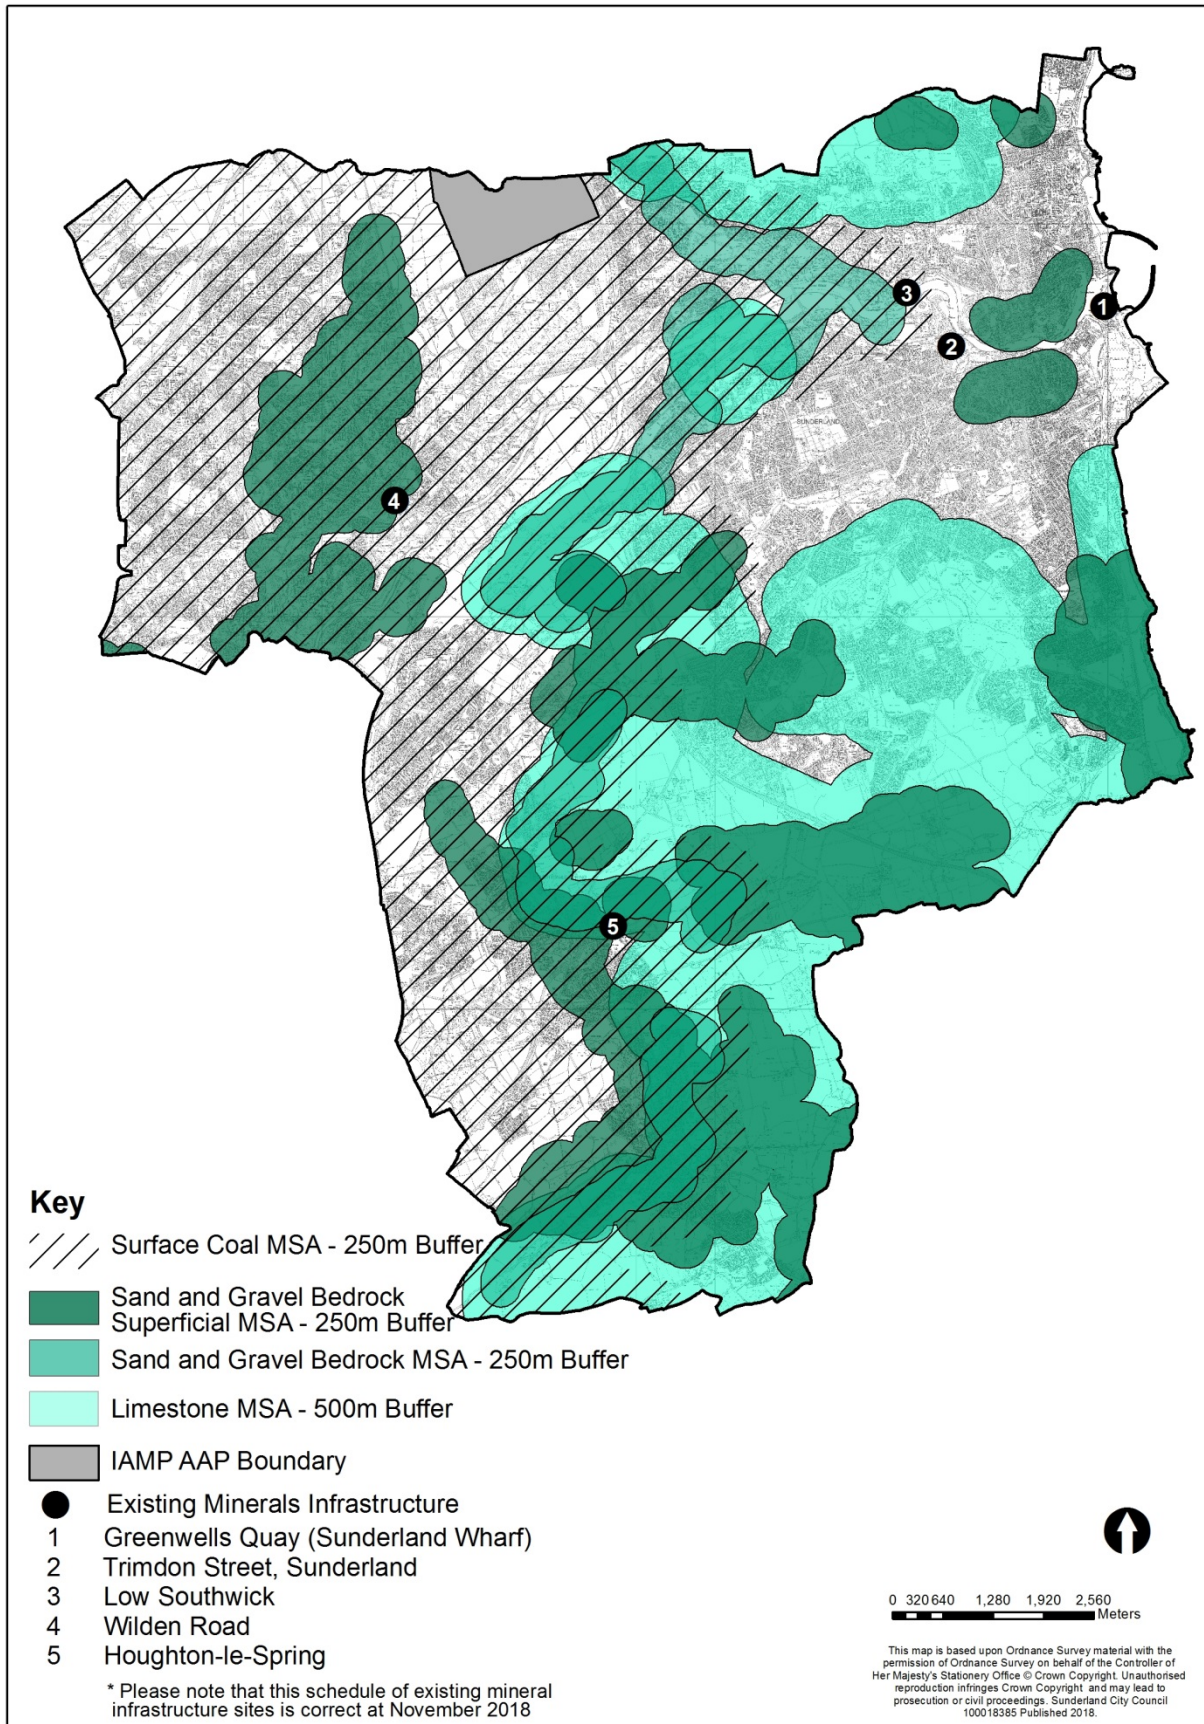 3
1
2
SUNDERLAND
4
5
Key
Surface Coal MSA - 250m Buffer
Sand and Gravel Bedrock
Superficial MSA - 250m Buffer
Sand and Gravel Bedrock MSA - 250m Buffer
Limestone MSA - 500m Buffer
IAMP AAP Boundary
Existing Minerals Infrastructure
1 Greenwells Quay (Sunderland Wharf)
2 Trimdon Street, Sunderland
3 Low Southwick
4 Wilden Road
5 Houghton-le-Spring
* Please note that this schedule of existing mineral
infrastructure sites is correct at November 2018
0 320 640 1,280 1,920 2,560
Meters
This map is based upon Ordnance Survey material with the
permission of Ordnance Survey on behalf of the Controller of
Her Majesty's Stationery Office © Crown Copyright. Unauthorised
reproduction infringes Crown Copyright and may lead to
prosecution or civil proceedings. Sunderland City Council
100018385 Published 2018.